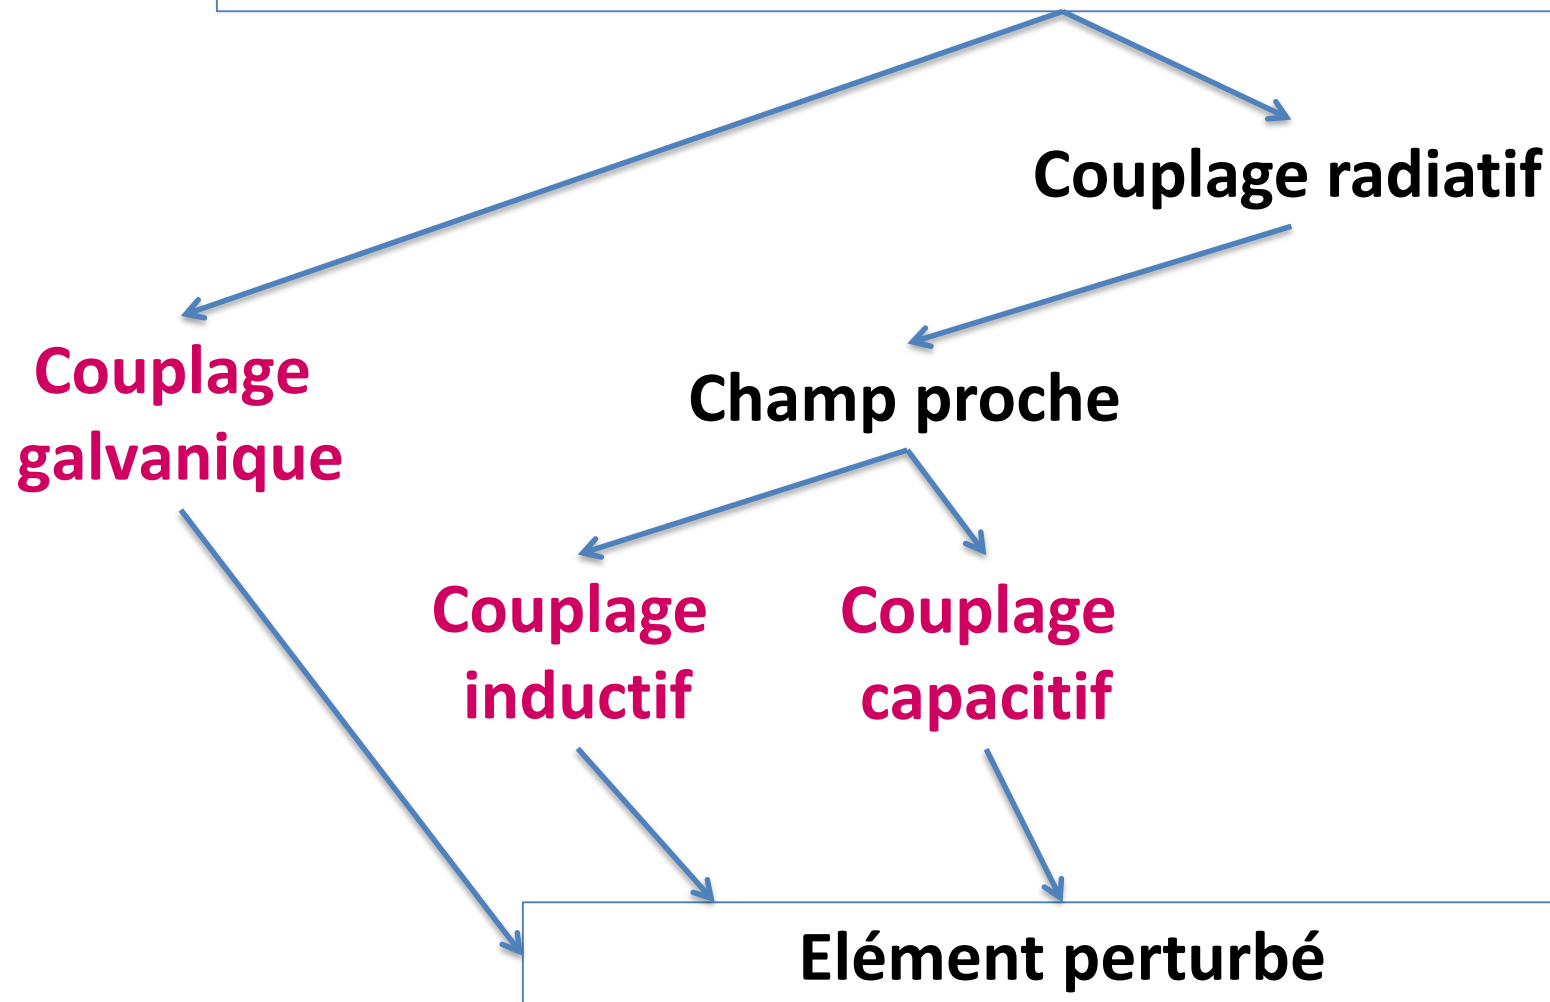 Couplage radiatif
Couplage
galvanique
Champ proche
Couplage
inductif
Couplage
capacitif
Elément perturbé